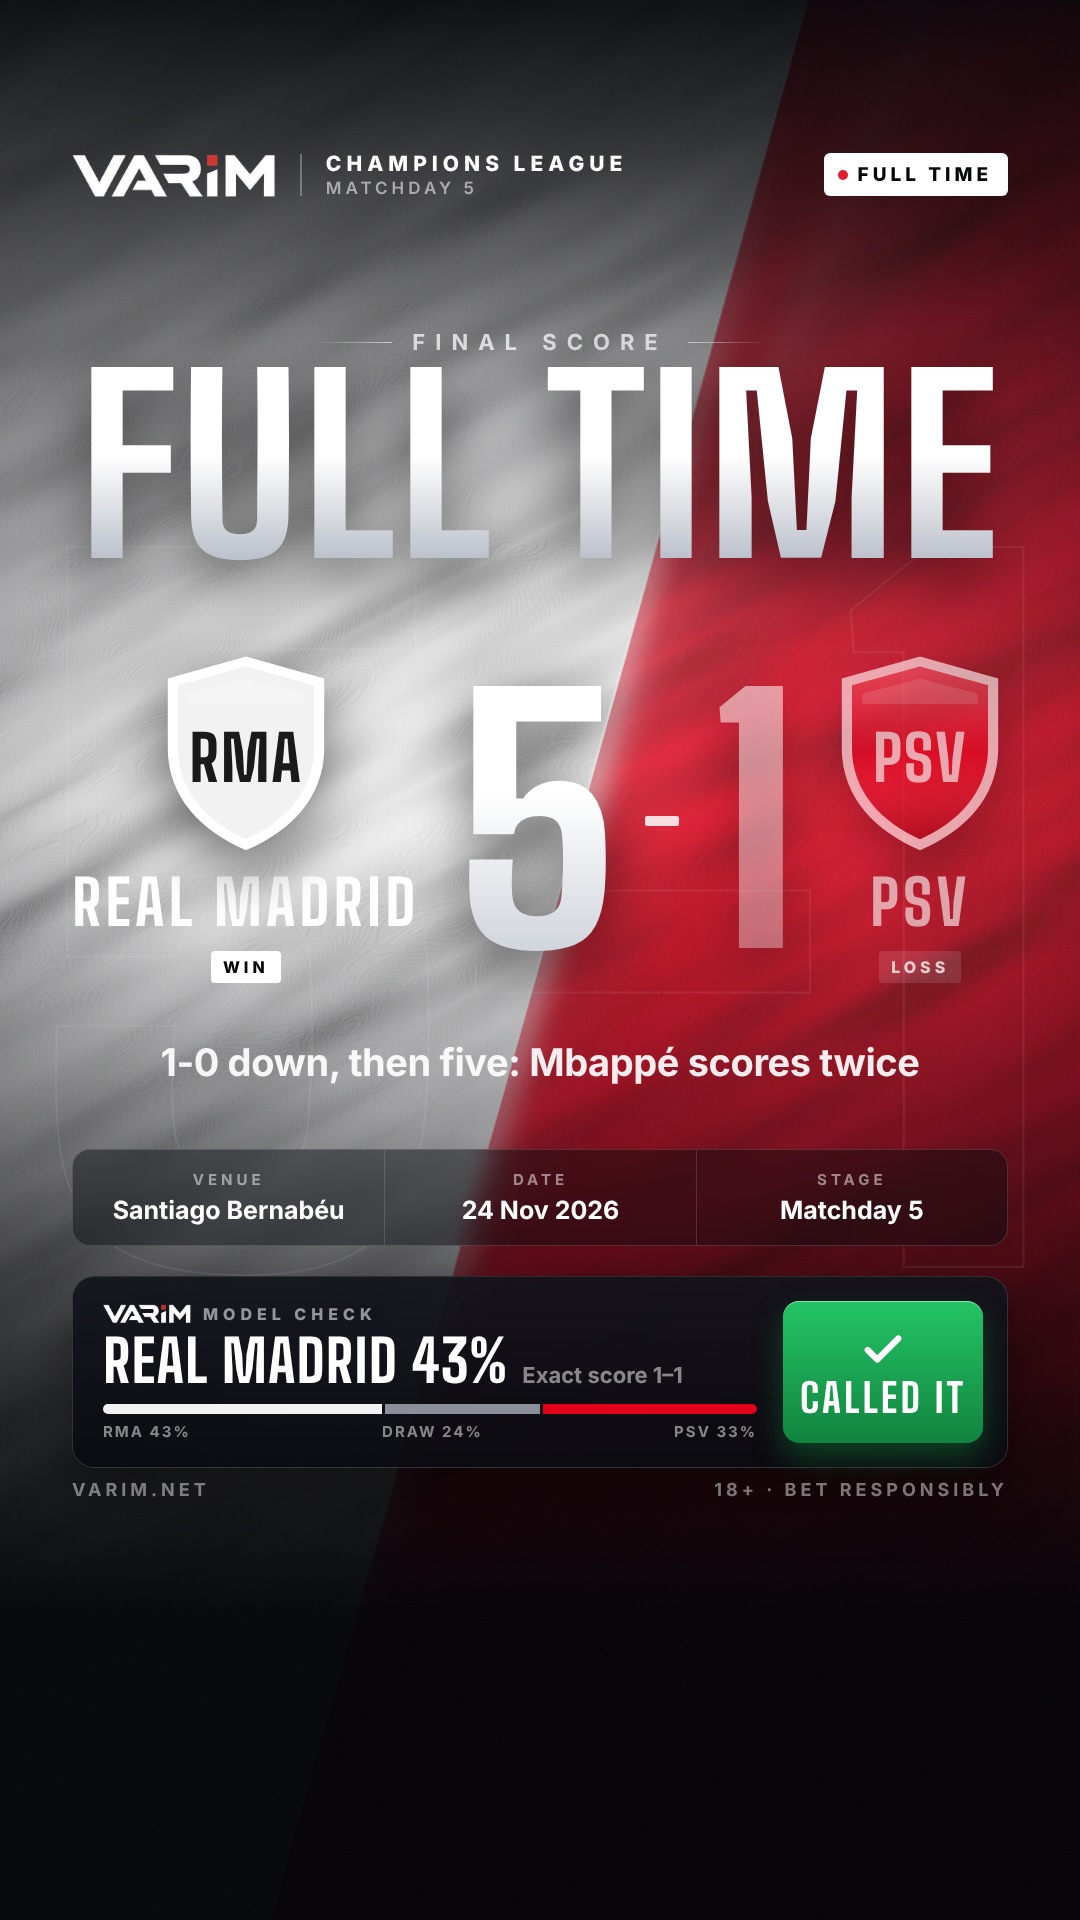 VARiM
CHAMPIONS LEAGUE
MATCHDAY 5
FULL TIME
FINAL SCORE
FULL TIME
RMA
5-1
PSV
REAL MADRID
PSV
WIN
LOSS
1-0 down, then five: Mbappé scores twice
VENUE
Santiago Bernabéu
DATE
24 Nov 2026
STAGE
Matchday 5
VARiM MODEL CHECK
REAL MADRID 43% Exact score 1–1
RMA 43% DRAW 24% PSV 33%
CALLED IT
VARIM.NET
18+ · BET RESPONSIBLY